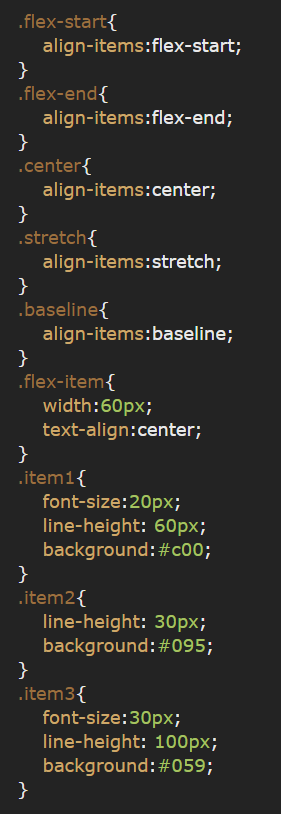 .flex-start{
align-items:flex-start;
}
.flex-end{
align-items:flex-end;
}
.center{
align-items:center;
}
.stretch{
align-items:stretch;
}
.baseline{
align-items:baseline;
}
.flex-item{
width:60px;
text-align:center;
}
.item1{
font-size:20px;
line-height: 60px;
background:#c00;
}
.item2{
line-height: 30px;
background:#095;
}
.item3{
font-size:30px;
line-height: 100px;
background:#059;
}